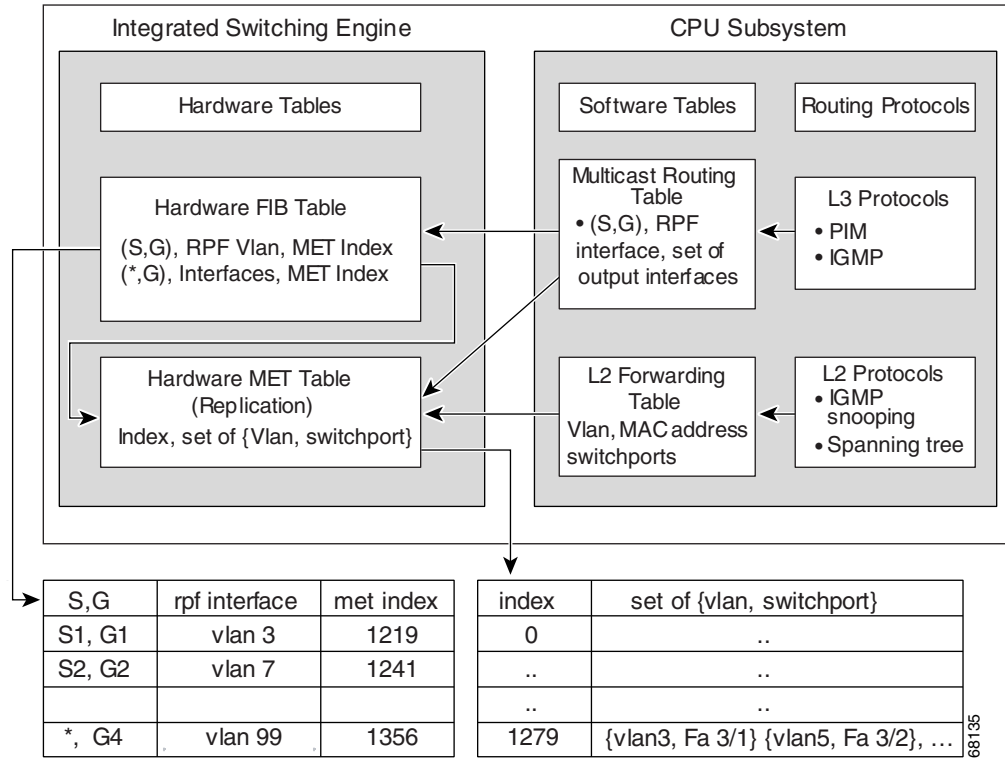 Integrated Switching Engine
CPU Subsystem
Hardware Tables
Software Tables
Routing Protocols
Hardware FIB Table
(S,G), RPF Vlan, MET Index
(*,G), Interfaces, MET Index
Multicast Routing
Table
• (S,G), RPF
interface, set of
output interfaces
L3 Protocols
• PIM
• IGMP
Hardware MET Table
(Replication)
Index, set of {Vlan, switchport}
L2 Forwarding
Table
Vlan, MAC address
switchports
L2 Protocols
• IGMP
snooping
• Spanning tree
S,G rpf interface met index
S1, G1 vlan 3 1219
S2, G2 vlan 7 1241
*, G4 vlan 99 1356
index set of {vlan, switchport}
0 ..
.. ..
.. ..
1279 {vlan3, Fa 3/1} {vlan5, Fa 3/2}, ...
68135